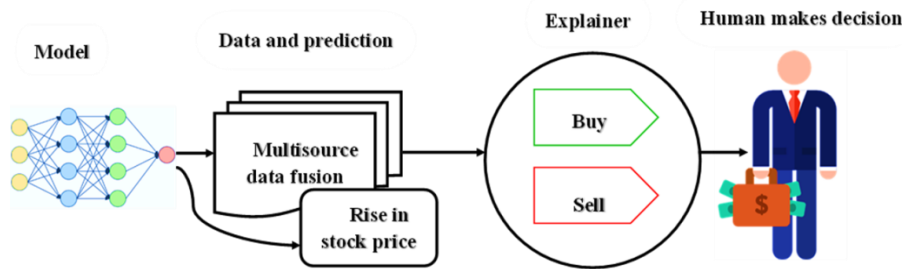 Model
Data and prediction
Explainer
Human makes decision
Multisource
data fusion
Rise in
stock price
Buy
Sell
$